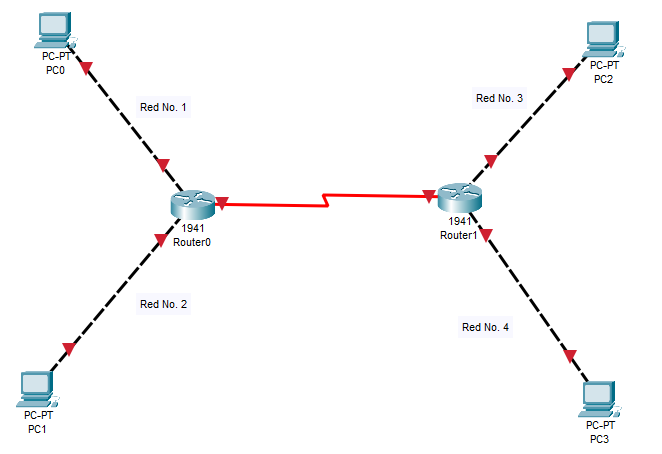 PC-PT
PC0
PC-PT
PC2
Red No. 1
Red No. 3
1941
Router0
1941
Router1
Red No. 2
Red No. 4
PC-PT
PC1
PC-PT
PC3